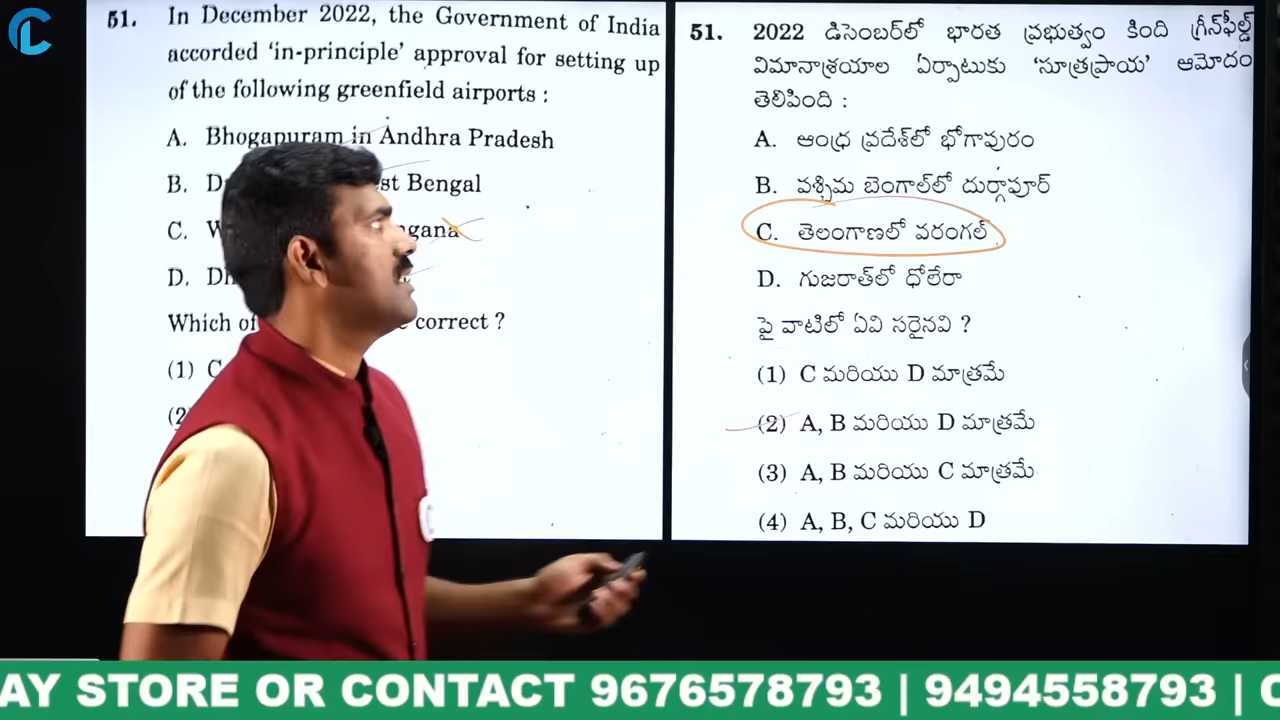 51. In December 2022, the Government of India
accorded 'in-principle' approval for setting up
of the following greenfield airports :
A. Bhogapuram in Andhra Pradesh
B. Bengal
C.
D.
Which of correct ?
(1) C
(2)
51. 2022 డిసెంబర్‌లో భారత ప్రభుత్వం కింది గ్రీన్‌ఫీల్డ్
విమానాశ్రయాల ఏర్పాటుకు 'సూత్రప్రాయ' ఆమోదం
తెలిపింది :
A. ఆంధ్ర ప్రదేశ్‌లో భోగాపురం
B. పశ్చిమ బెంగాల్‌లో దుర్గాపూర్
C. తెలంగాణలో వరంగల్
D. గుజరాత్‌లో ధోలేరా
పై వాటిలో ఏవి సరైనవి ?
(1) C మరియు D మాత్రమే
(2) A, B మరియు D మాత్రమే
(3) A, B మరియు C మాత్రమే
(4) A, B, C మరియు D
AY STORE OR CONTACT 9676578793 | 9494558793 | C